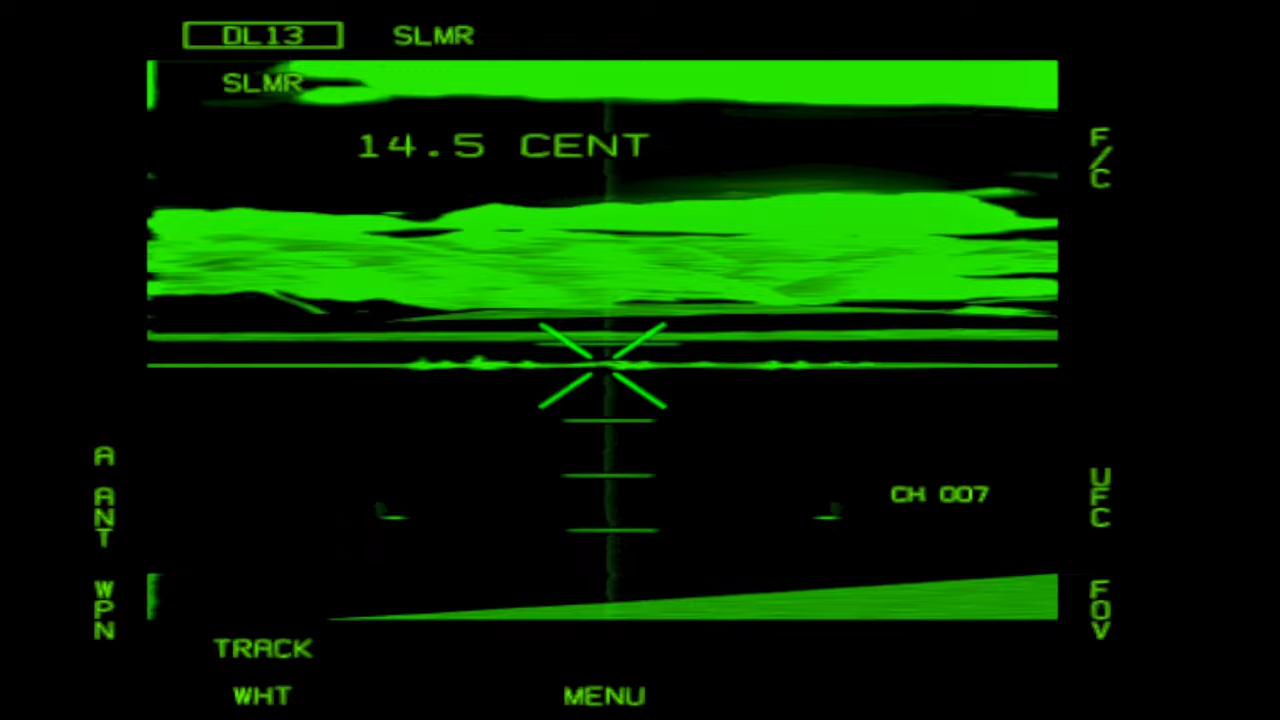 DL13 SLMR
SLMR
14.5 CENT
F/C
A ANT
CH 007
UFC
WPN
FOV
TRACK
WHT MENU